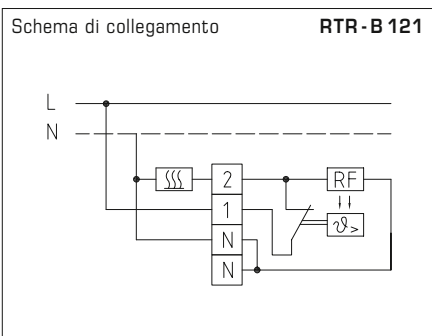 Schema di collegamento RTR-B 121
L
N
2 RF
1
ϑ>
N
N